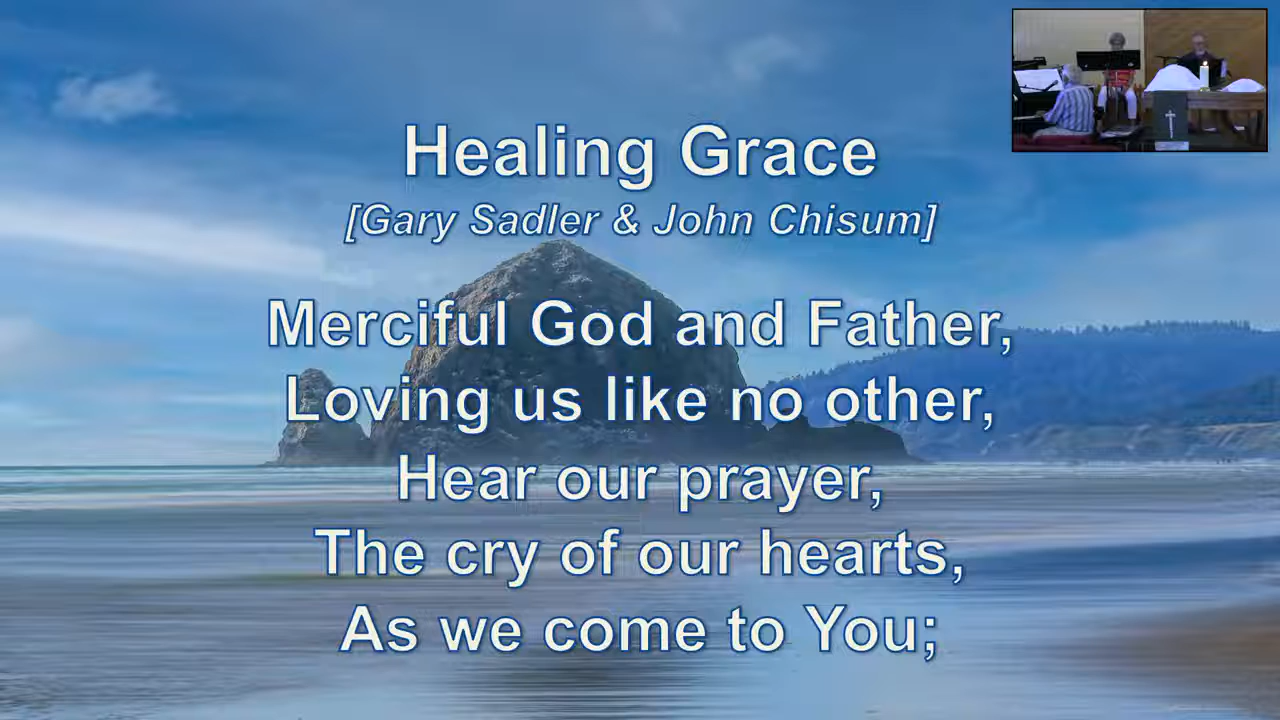 Healing Grace
[Gary Sadler & John Chisum]
Merciful God and Father,
Loving us like no other,
Hear our prayer,
The cry of our hearts,
As we come to You;